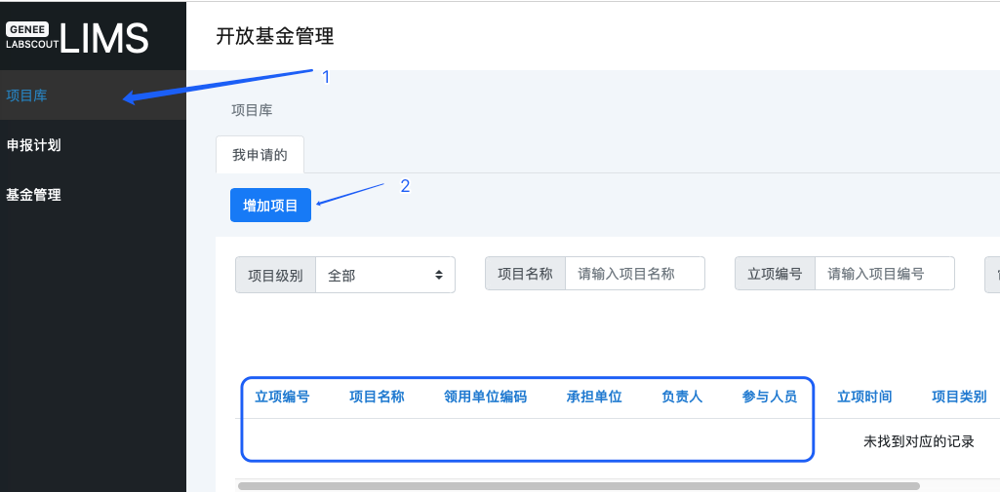 GENEE
LABSCOUT LIMS
开放基金管理
项目库
1
项目库
申报计划
我申请的
2
基金管理
增加项目
项目级别 全部 项目名称 请输入项目名称 立项编号 请输入项目编号
立项编号 项目名称 领用单位编码 承担单位 负责人 参与人员 立项时间 项目类别
未找到对应的记录